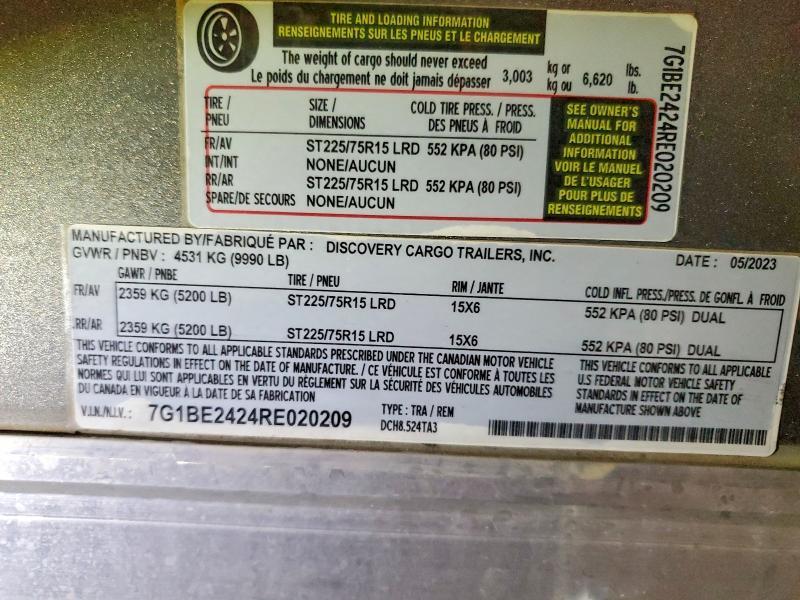 TIRE AND LOADING INFORMATION
RENSEIGNEMENTS SUR LES PNEUS ET LE CHARGEMENT
The weight of cargo should never exceed
Le poids du chargement ne doit jamais dépasser 3,003 kg or kg ou 6,620 lbs. lb.
7G1BE2424RE020209
TIRE / PNEU SIZE / DIMENSIONS COLD TIRE PRESS. / PRESS. DES PNEUS À FROID
FR/AV ST225/75R15 LRD 552 KPA (80 PSI)
INT/INT NONE/AUCUN
RR/AR ST225/75R15 LRD 552 KPA (80 PSI)
SPARE/DE SECOURS NONE/AUCUN
SEE OWNER'S
MANUAL FOR
ADDITIONAL
INFORMATION
VOIR LE MANUEL
DE L'USAGER
POUR PLUS DE
RENSEIGNEMENTS
MANUFACTURED BY/FABRIQUÉ PAR : DISCOVERY CARGO TRAILERS, INC.
GVWR / PNBV : 4531 KG (9990 LB) DATE : 05/2023
GAWR / PNBE TIRE / PNEU RIM / JANTE COLD INFL. PRESS./PRESS. DE GONFL À FROID
FR/AV 2359 KG (5200 LB) ST225/75R15 LRD 15X6 552 KPA (80 PSI) DUAL
RR/AR 2359 KG (5200 LB) ST225/75R15 LRD 15X6 552 KPA (80 PSI) DUAL
THIS VEHICLE CONFORMS TO ALL APPLICABLE STANDARDS PRESCRIBED UNDER THE CANADIAN MOTOR VEHICLE
SAFETY REGULATIONS IN EFFECT ON THE DATE OF MANUFACTURE. / CE VÉHICULE EST CONFORME À TOUTES LES
NORMES QUI LUI SONT APPLICABLES EN VERTU DU RÈGLEMENT SUR LA SÉCURITÉ DES VÉHICULES AUTOMOBILES
DU CANADA EN VIGUEUR À LA DATE DE SA FABRICATION
THIS VEHICLE CONFORMS TO ALL APPLICABLE
U.S FEDERAL MOTOR VEHICLE SAFETY
STANDARDS IN EFFECT ON THE DATE OF
MANUFACTURE SHOWN ABOVE
V.I.N./N.I.V. : 7G1BE2424RE020209 TYPE : TRA / REM
DCH8.524TA3